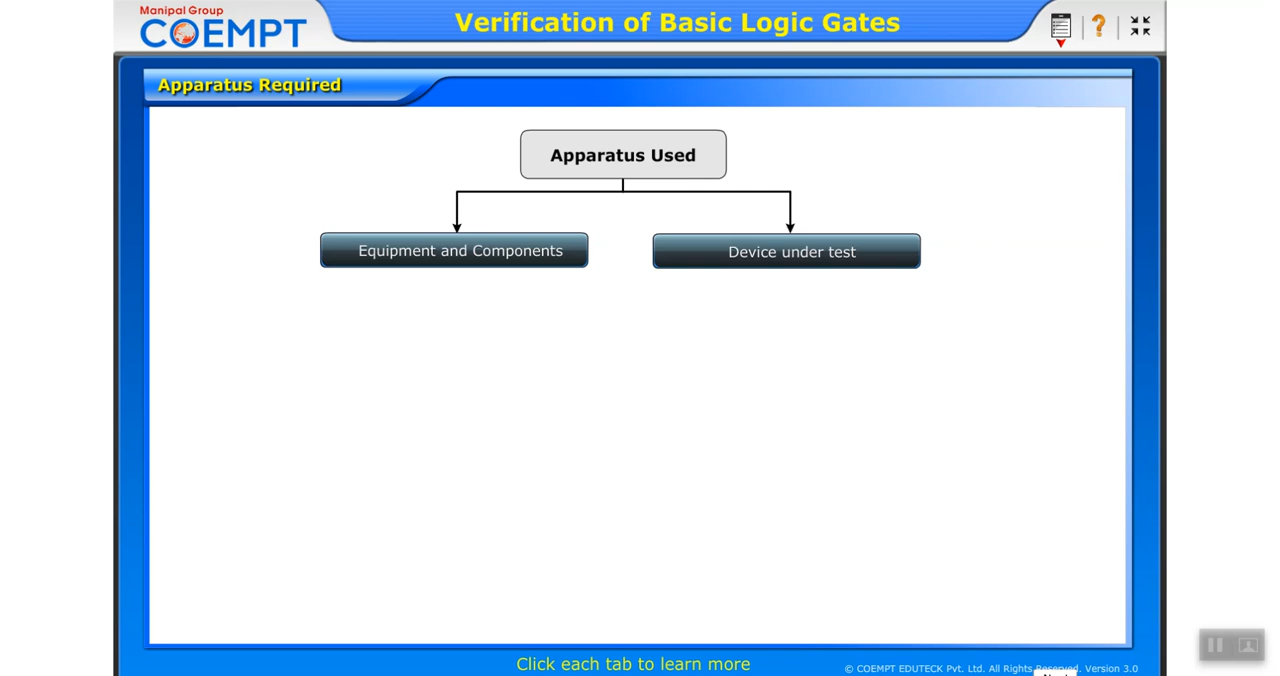 Manipal Group
COEMPT
Verification of Basic Logic Gates
?
Apparatus Required
Apparatus Used
Equipment and Components
Device under test
Click each tab to learn more
© COEMPT EDUTECK Pvt. Ltd. All Rights Reserved. Version 3.0